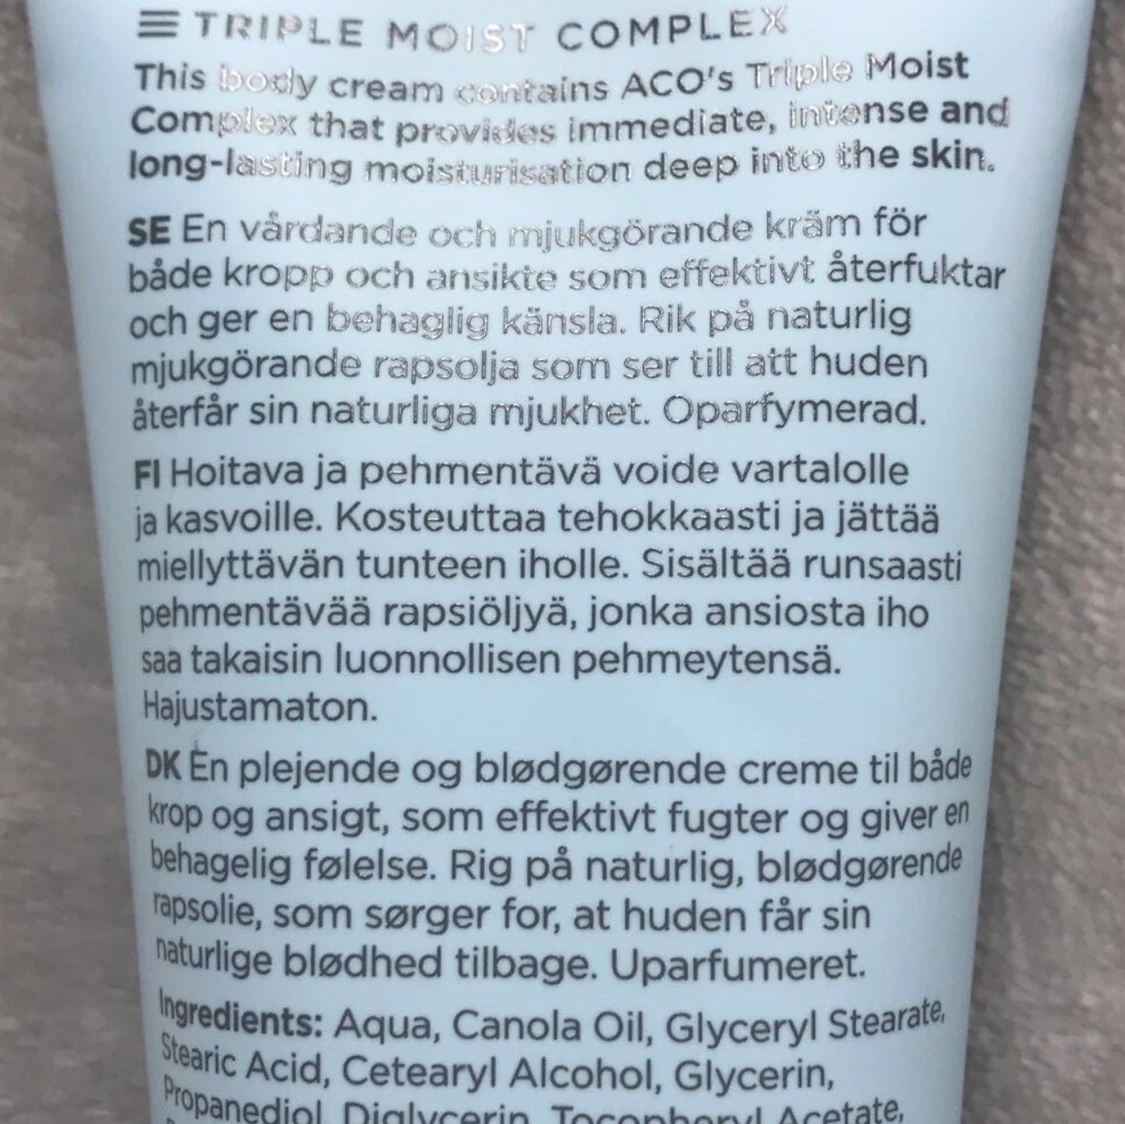 TRIPLE MOIST COMPLEX
This body cream contains ACO's Triple Moist
Complex that provides immediate, intense and
long-lasting moisturisation deep into the skin.
SE En vårdande och mjukgörande kräm för
både kropp och ansikte som effektivt återfuktar
och ger en behaglig känsla. Rik på naturlig
mjukgörande rapsolja som ser till att huden
återfår sin naturliga mjukhet. Oparfymerad.
FI Hoitava ja pehmentävä voide vartalolle
ja kasvoille. Kosteuttaa tehokkaasti ja jättää
miellyttävän tunteen iholle. Sisältää runsaasti
pehmentävää rapsiöljyä, jonka ansiosta iho
saa takaisin luonnollisen pehmeytensä.
Hajustamaton.
DK En plejende og blødgørende creme til både
krop og ansigt, som effektivt fugter og giver en
behagelig følelse. Rig på naturlig, blødgørende
rapsolie, som sørger for, at huden får sin
naturlige blødhed tilbage. Uparfumeret.
Ingredients: Aqua, Canola Oil, Glyceryl Stearate,
Stearic Acid, Cetearyl Alcohol, Glycerin,
Propanediol, Diglycerin, Tocopheryl Acetate,